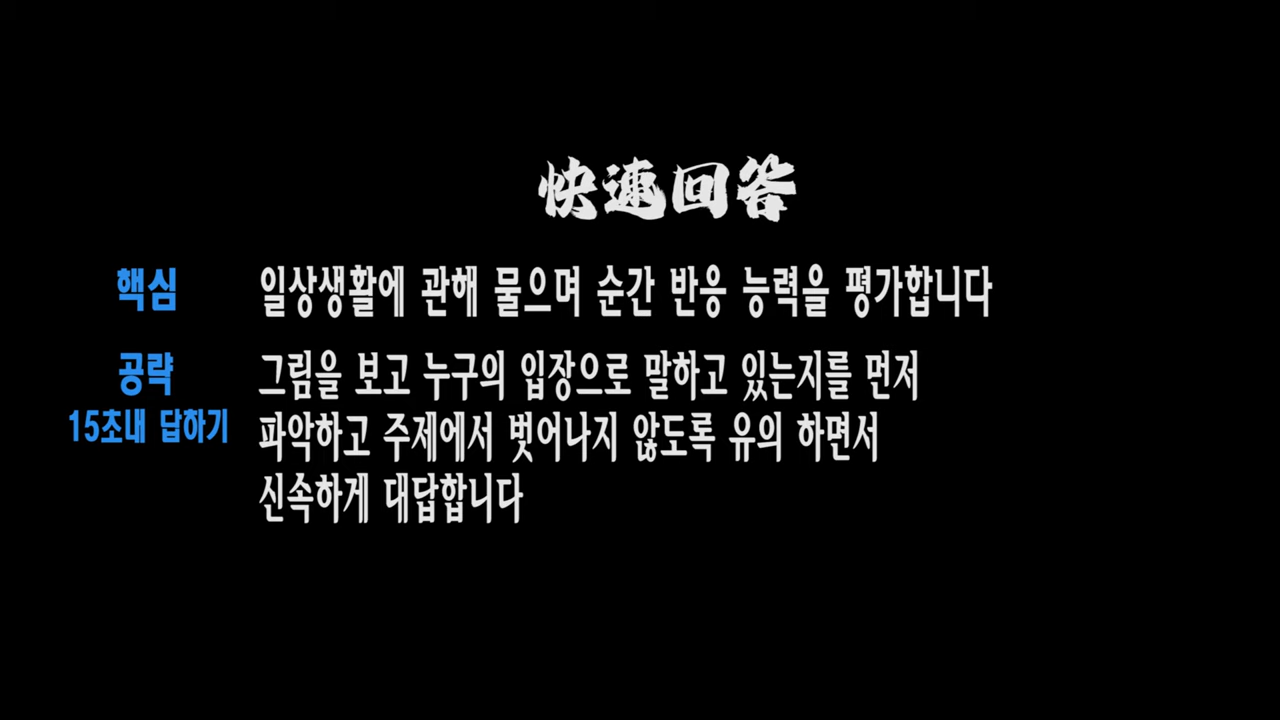 快速回答
핵심 일상생활에 관해 물으며 순간 반응 능력을 평가합니다
공략 그림을 보고 누구의 입장으로 말하고 있는지를 먼저
15초내 답하기 파악하고 주제에서 벗어나지 않도록 유의 하면서
신속하게 대답합니다